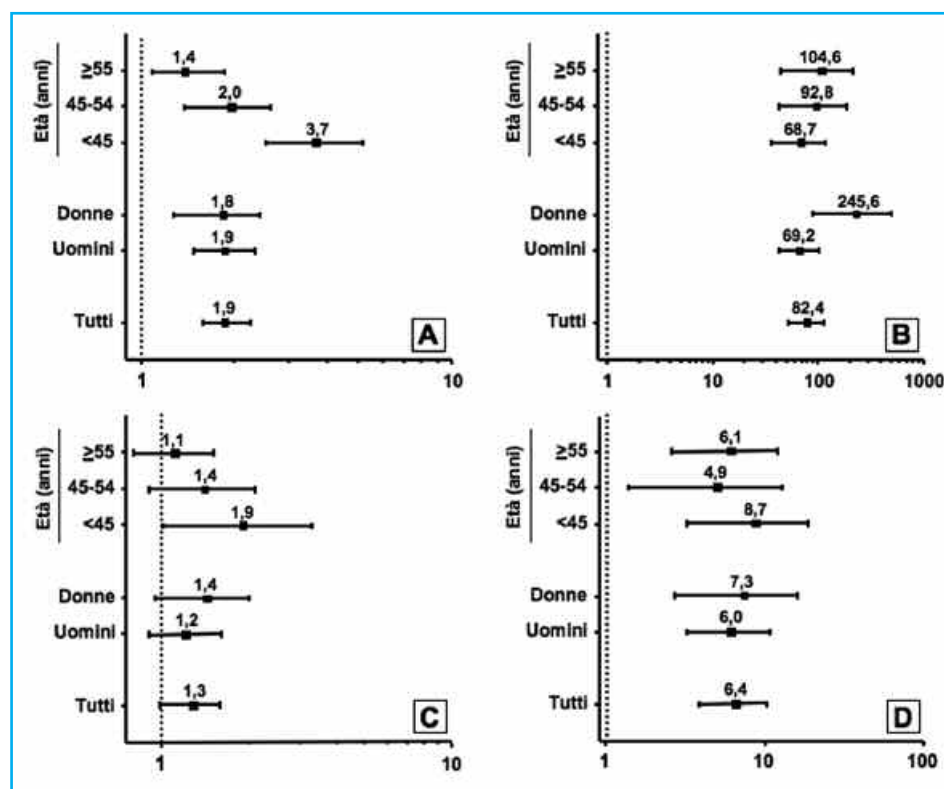 Età (anni)
≥55
1,4
45-54
2,0
<45
3,7
Donne
1,8
Uomini
1,9
Tutti
1,9
A
1
10
≥55
104,6
45-54
92,8
<45
68,7
Donne
245,6
Uomini
69,2
Tutti
82,4
B
Età (anni)
1
10
100
1000
Età (anni)
≥55
1,1
45-54
1,4
<45
1,9
Donne
1,4
Uomini
1,2
Tutti
1,3
C
1
10
Età (anni)
≥55
6,1
45-54
4,9
<45
8,7
Donne
7,3
Uomini
6,0
Tutti
6,4
D
1
10
100